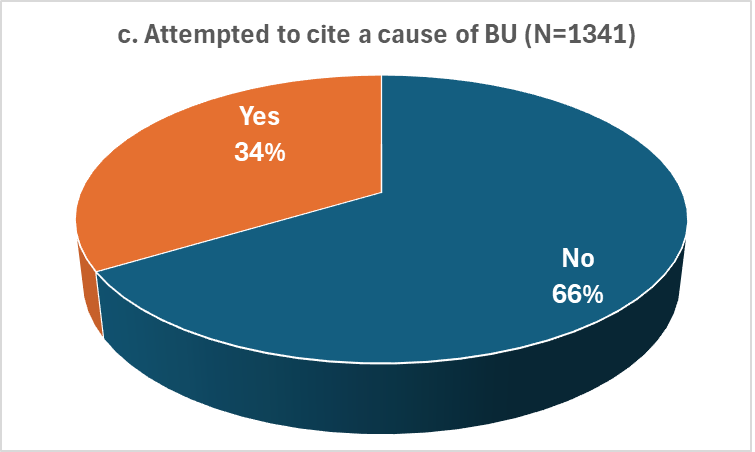 c. Attempted to cite a cause of BU (N=1341)
Yes
34%
No
66%